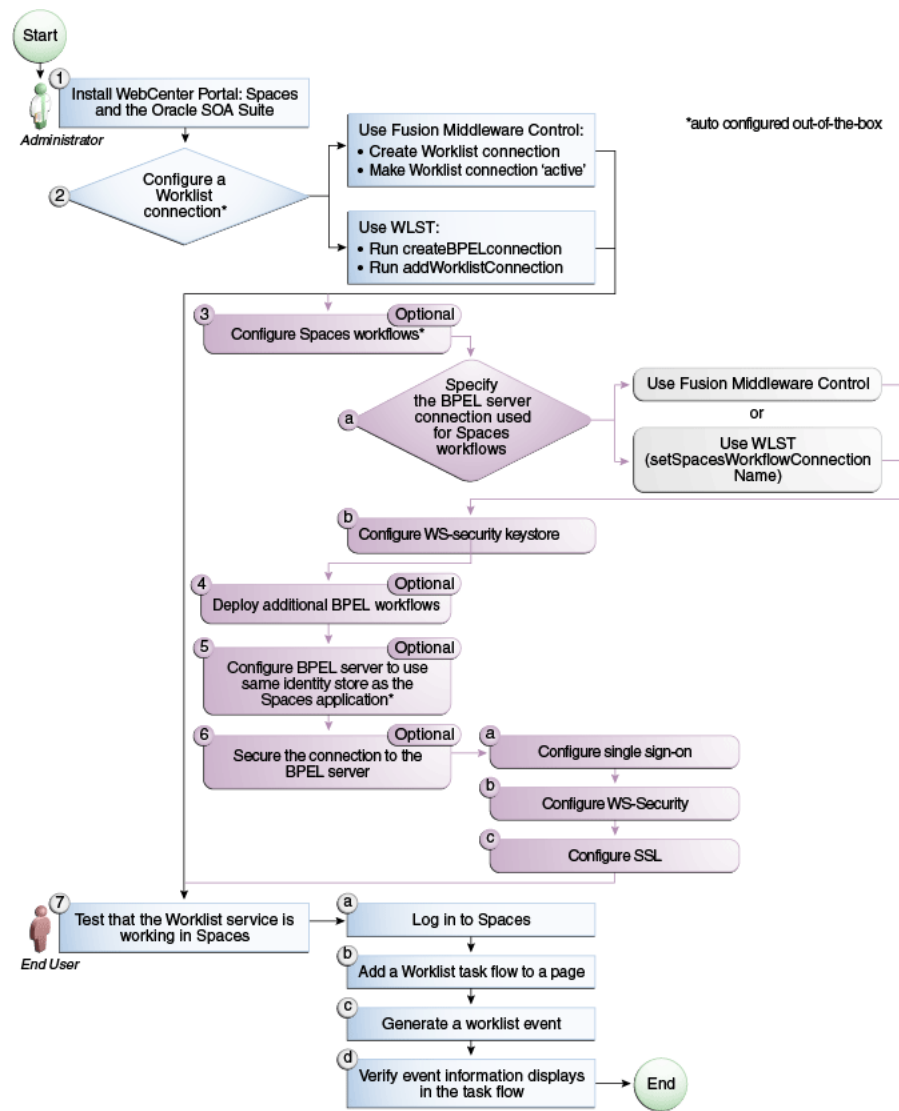 Start
1
Install WebCenter Portal: Spaces
and the Oracle SOA Suite
Administrator
*auto configured out-of-the-box
2
Configure a
Worklist
connection*
Use Fusion Middleware Control:
• Create Worklist connection
• Make Worklist connection ‘active’
Use WLST:
• Run createBPELconnection
• Run addWorklistConnection
3
Optional
Configure Spaces workflows*
a
Specify
the BPEL server
connection used
for Spaces
workflows
Use Fusion Middleware Control
or
Use WLST
(setSpacesWorkflowConnection
Name)
b
Configure WS-security keystore
4
Optional
Deploy additional BPEL workflows
5
Optional
Configure BPEL server to use
same identity store as the
Spaces application*
6
Optional
Secure the connection to the
BPEL server
a
Configure single sign-on
b
Configure WS-Security
c
Configure SSL
7
Test that the Worklist service is
working in Spaces
End User
a
Log in to Spaces
b
Add a Worklist task flow to a page
c
Generate a worklist event
d
Verify event information displays
in the task flow
End